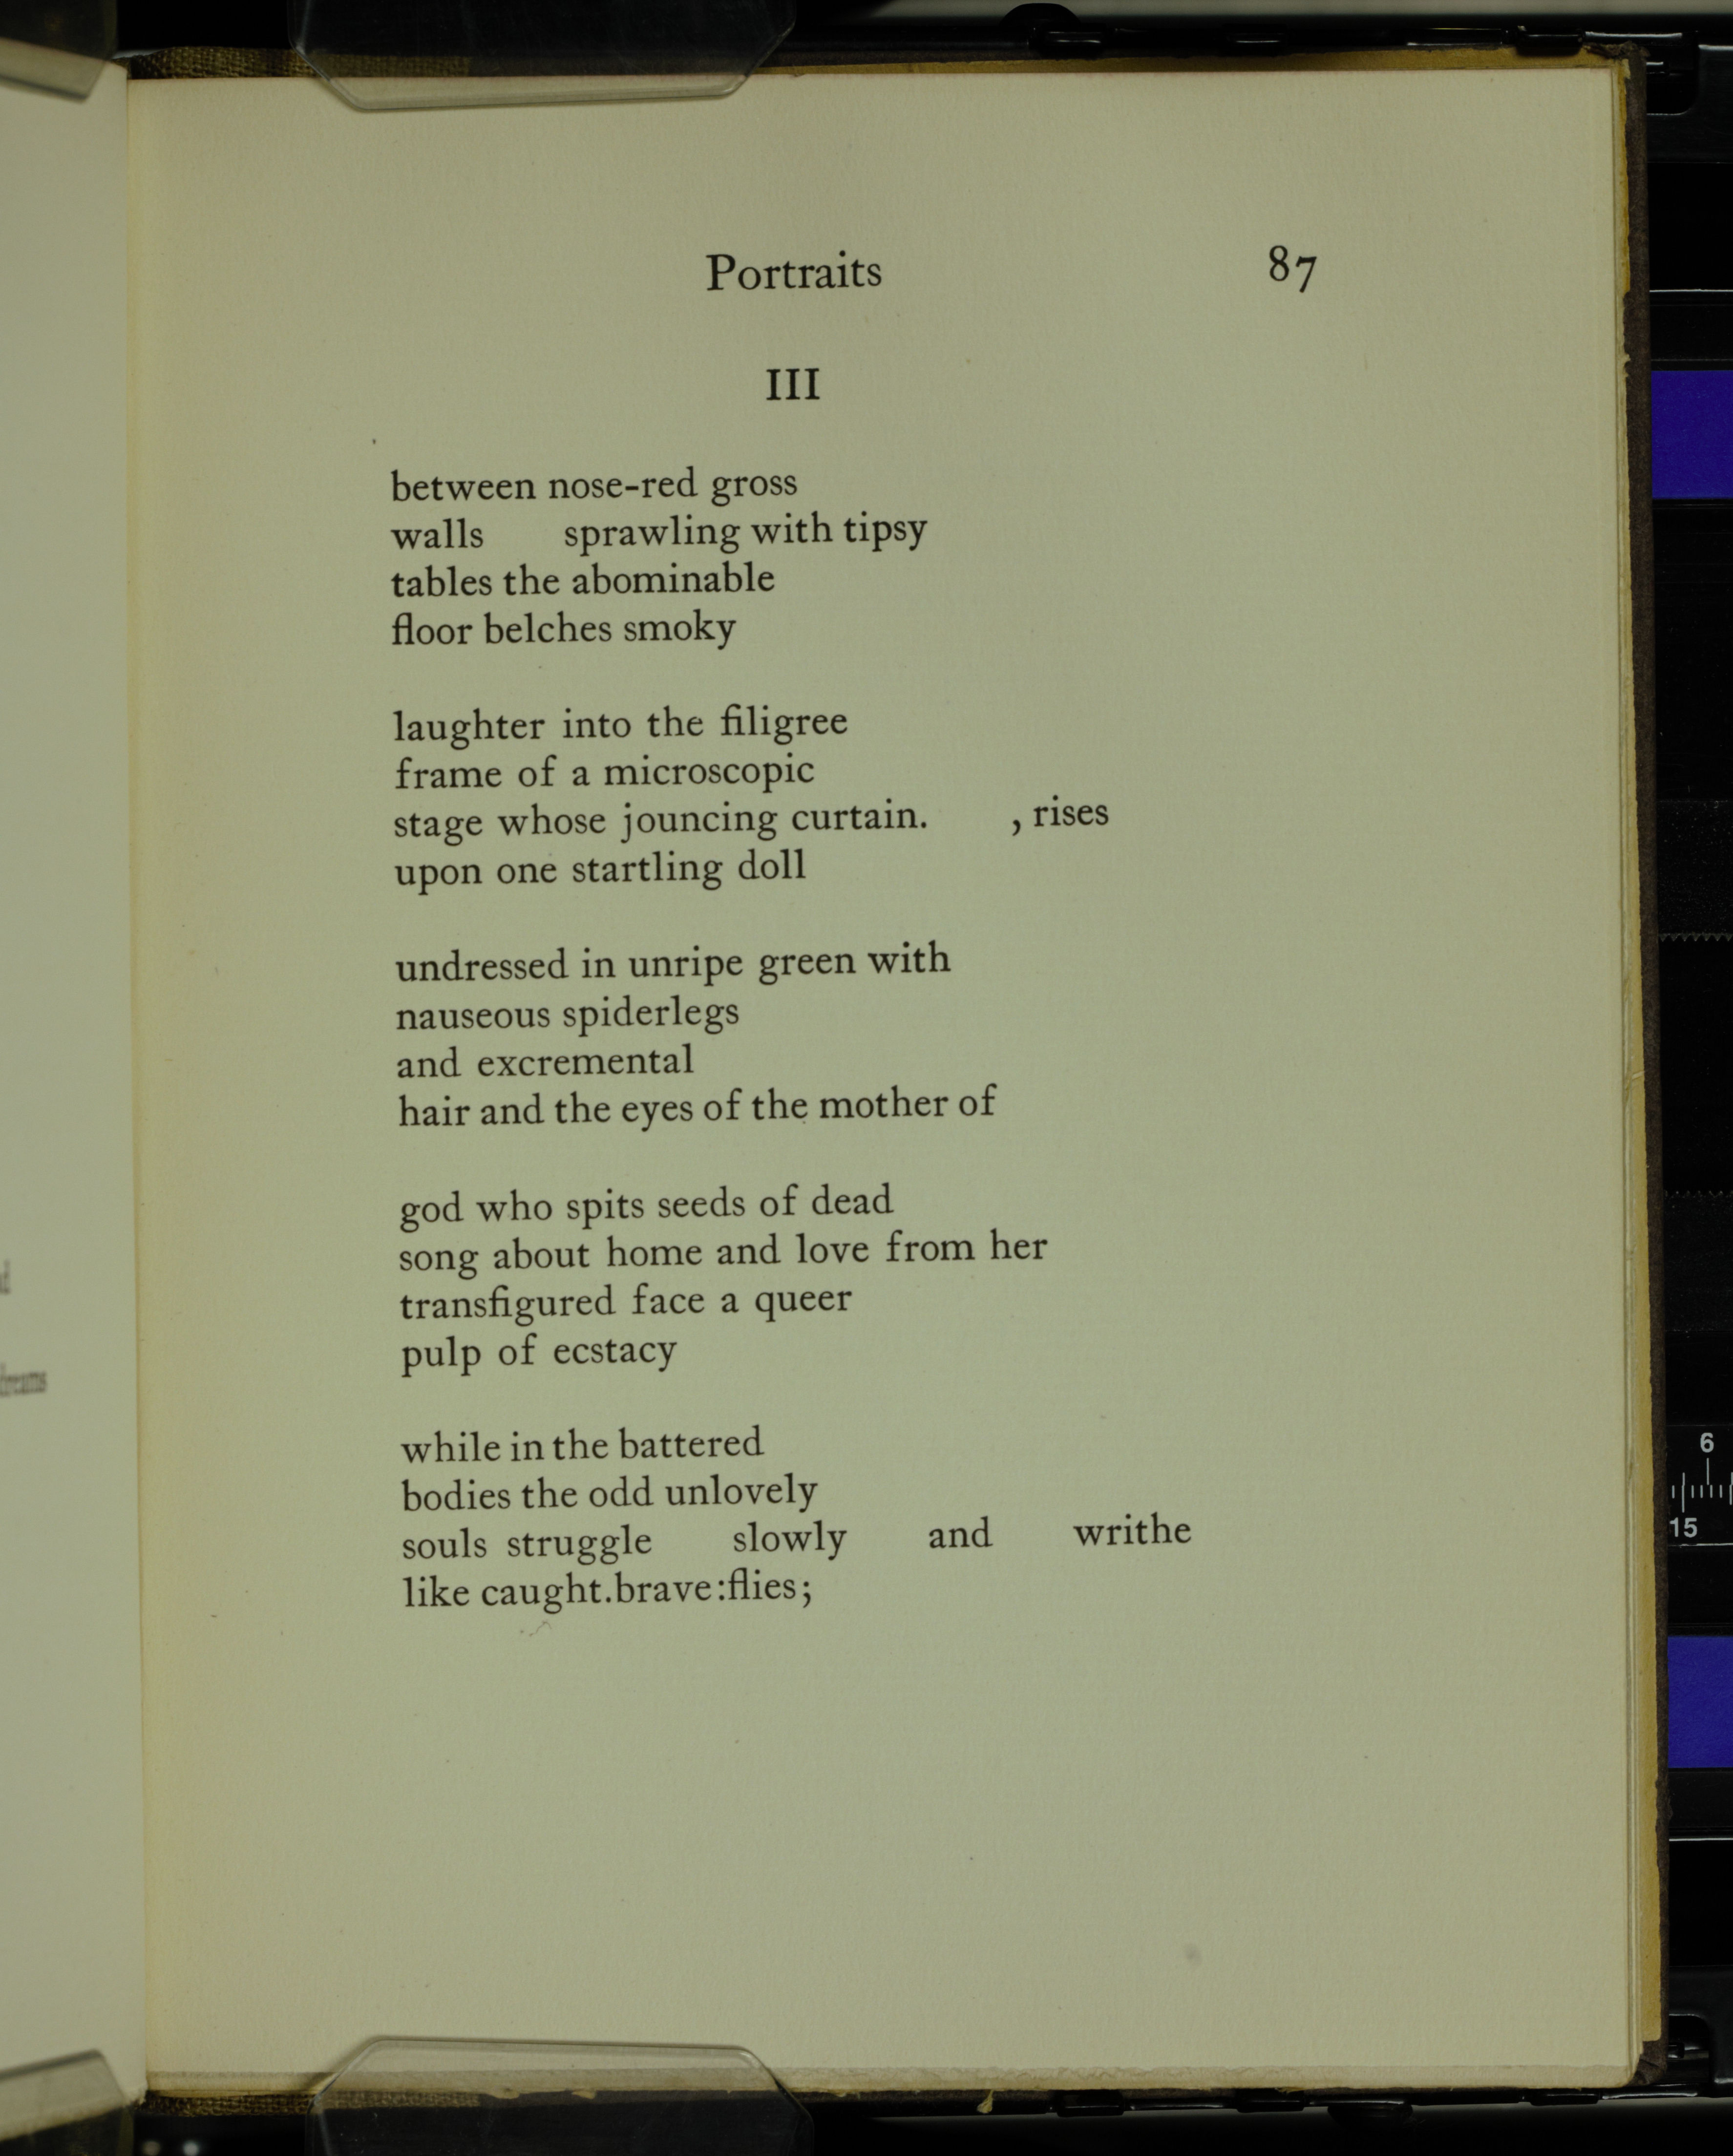 Portraits 87
III
between nose-red gross
walls sprawling with tipsy
tables the abominable
floor belches smoky
laughter into the filigree
frame of a microscopic
stage whose jouncing curtain. , rises
upon one startling doll
undressed in unripe green with
nauseous spiderlegs
and excremental
hair and the eyes of the mother of
god who spits seeds of dead
song about home and love from her
transfigured face a queer
pulp of ecstacy
while in the battered
bodies the odd unlovely
souls struggle slowly and writhe
like caught.brave:flies;
dreams
6
15